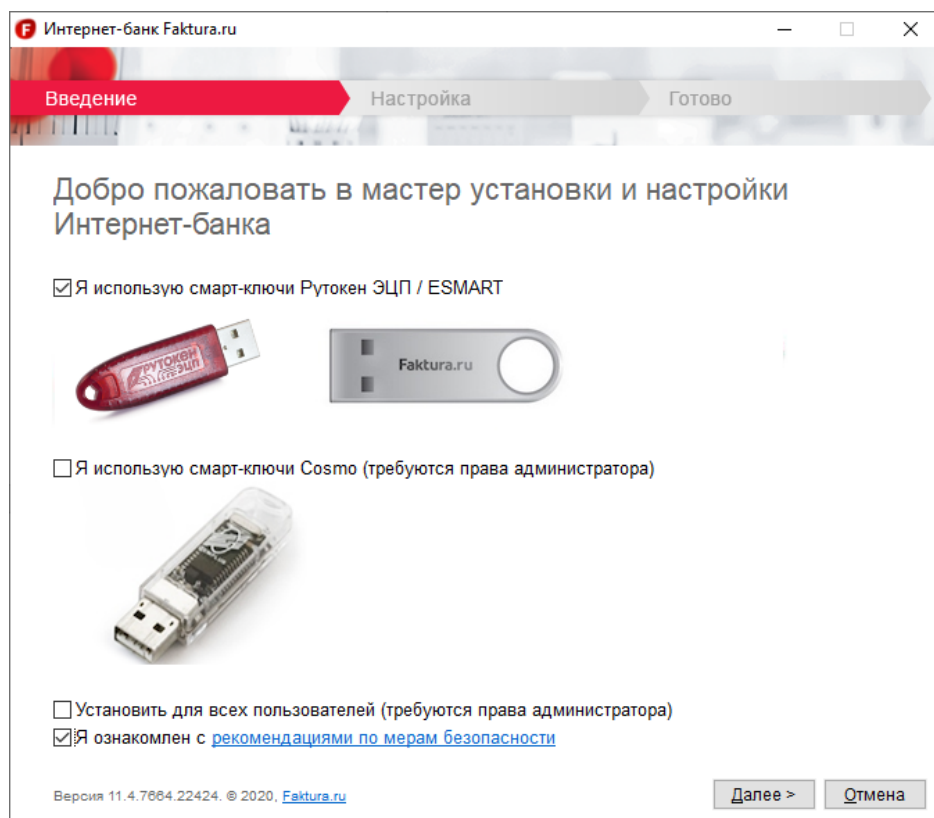 Интернет-банк Faktura.ru
Введение
Настройка
Готово
Добро пожаловать в мастер установки и настройки
Интернет-банка
Я использую смарт-ключи Рутокен ЭЦП / ESMART
РУТОКЕН
ЭЦП
Faktura.ru
Я использую смарт-ключи Cosmo (требуются права администратора)
Установить для всех пользователей (требуются права администратора)
Я ознакомлен с рекомендациями по мерам безопасности
Версия 11.4.7664.22424. © 2020, Faktura.ru
Далее >
Отмена